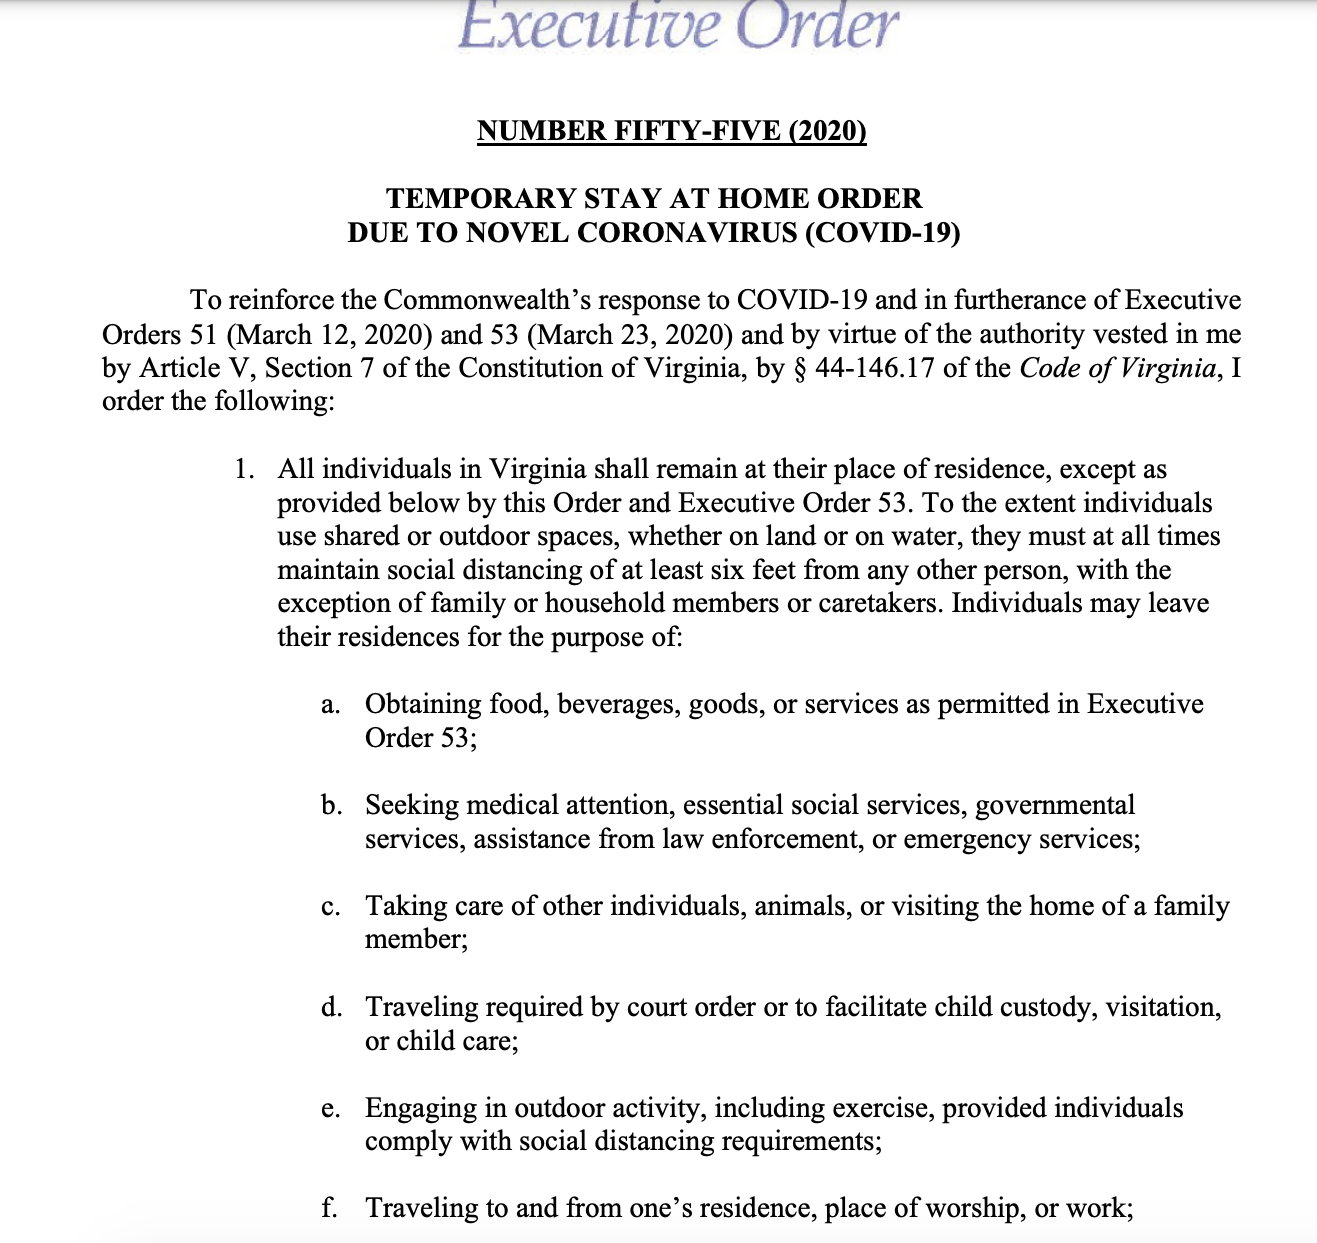 Executive Order
NUMBER FIFTY-FIVE (2020)
TEMPORARY STAY AT HOME ORDER
DUE TO NOVEL CORONAVIRUS (COVID-19)
To reinforce the Commonwealth’s response to COVID-19 and in furtherance of Executive
Orders 51 (March 12, 2020) and 53 (March 23, 2020) and by virtue of the authority vested in me
by Article V, Section 7 of the Constitution of Virginia, by § 44-146.17 of the Code of Virginia, I
order the following:
1. All individuals in Virginia shall remain at their place of residence, except as
provided below by this Order and Executive Order 53. To the extent individuals
use shared or outdoor spaces, whether on land or on water, they must at all times
maintain social distancing of at least six feet from any other person, with the
exception of family or household members or caretakers. Individuals may leave
their residences for the purpose of:
a. Obtaining food, beverages, goods, or services as permitted in Executive
Order 53;
b. Seeking medical attention, essential social services, governmental
services, assistance from law enforcement, or emergency services;
c. Taking care of other individuals, animals, or visiting the home of a family
member;
d. Traveling required by court order or to facilitate child custody, visitation,
or child care;
e. Engaging in outdoor activity, including exercise, provided individuals
comply with social distancing requirements;
f. Traveling to and from one’s residence, place of worship, or work;